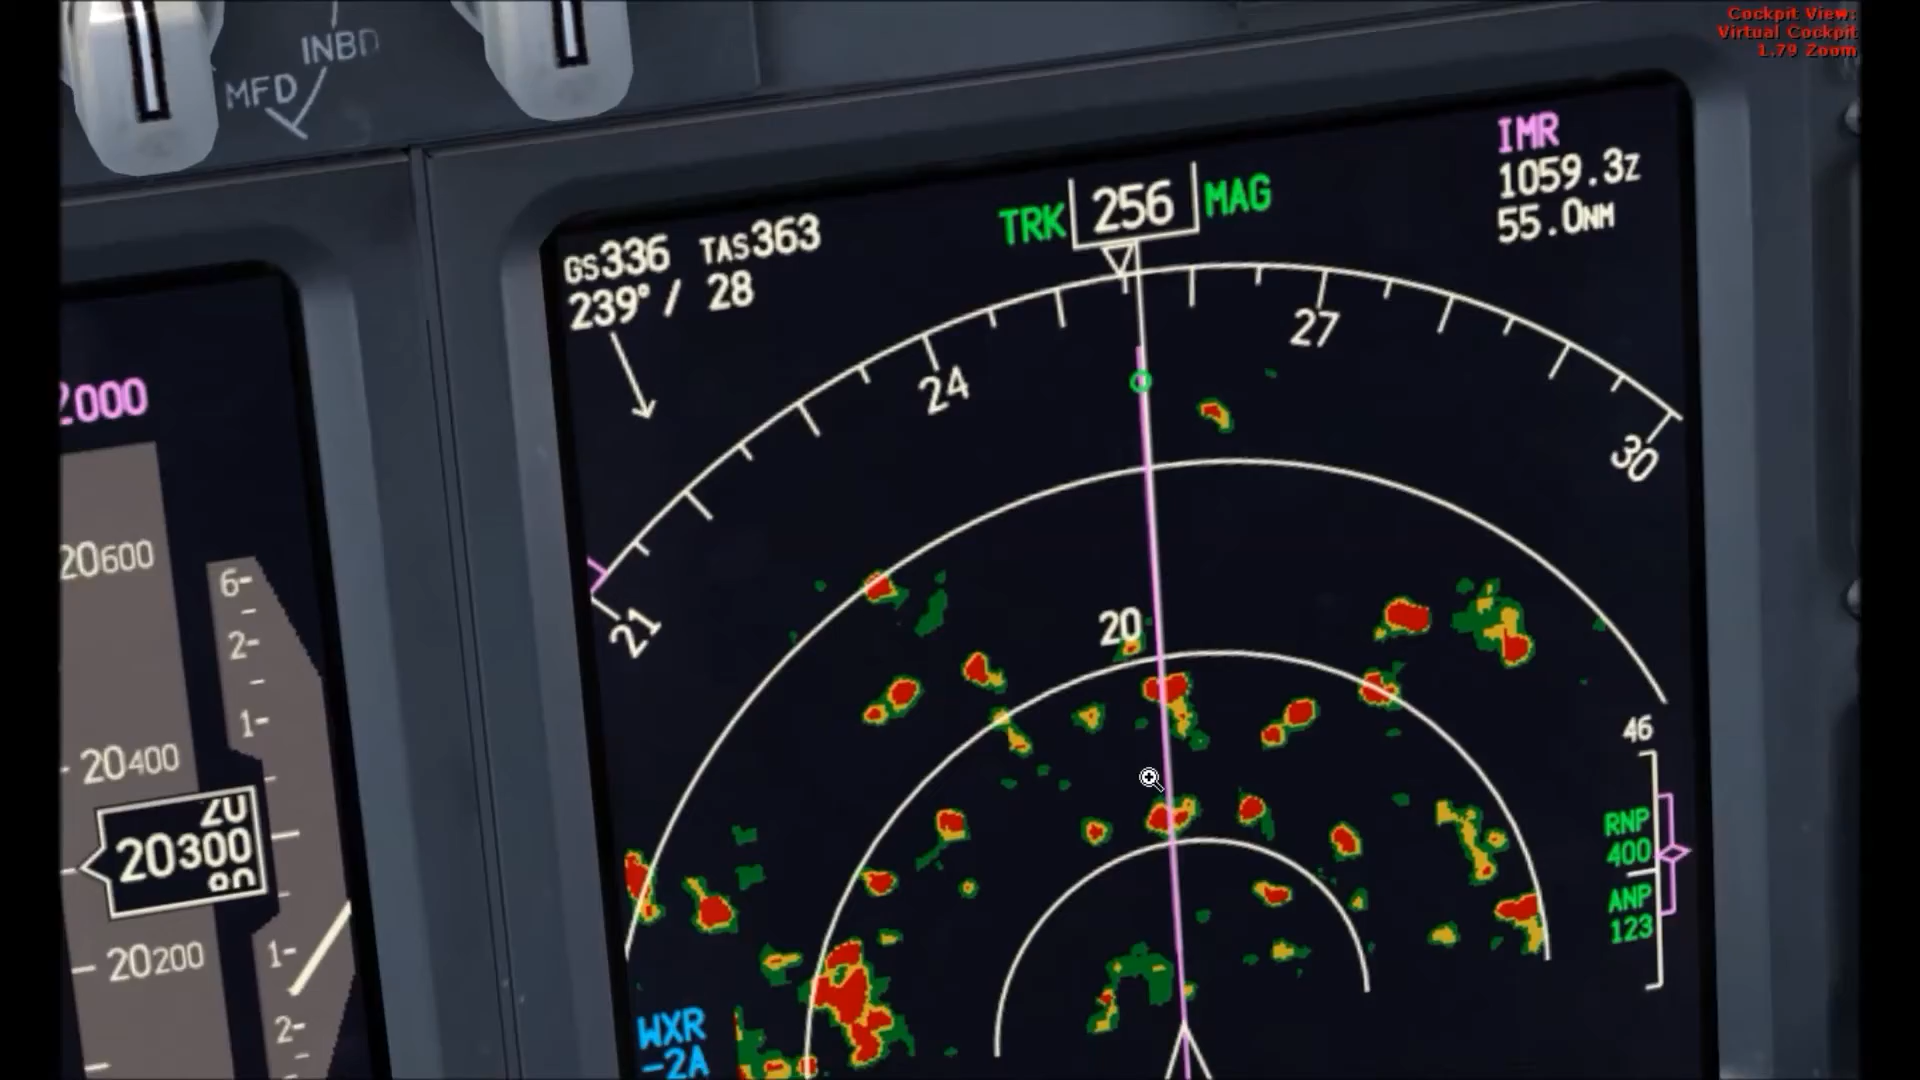 Cockpit View:
Virtual Cockpit
1.79 Zoom
INBD
MFD
IMR
1059.3Z
55.0NM
TRK 256 MAG
GS336 TAS363
239° / 28
27
24
30
21
2000
20600
6
2
1
20
46
20400
20300
20200
1
2
RNP
400
ANP
123
WXR
-2A